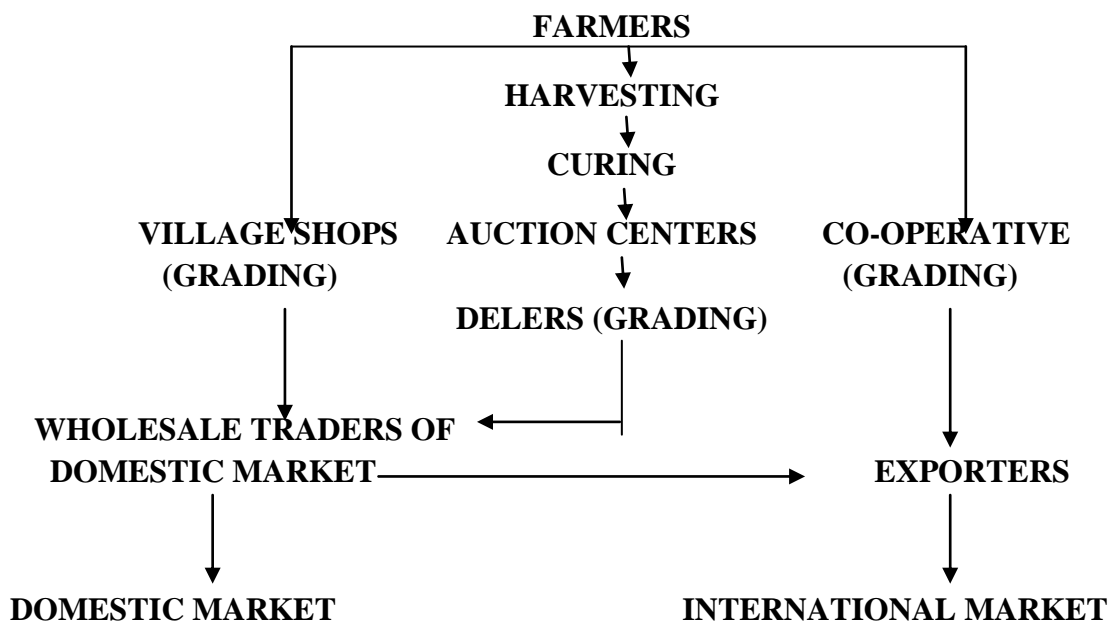 FARMERS
HARVESTING
CURING
VILLAGE SHOPS
(GRADING)
AUCTION CENTERS
CO-OPERATIVE
(GRADING)
DELERS (GRADING)
WHOLESALE TRADERS OF
DOMESTIC MARKET
EXPORTERS
DOMESTIC MARKET
INTERNATIONAL MARKET